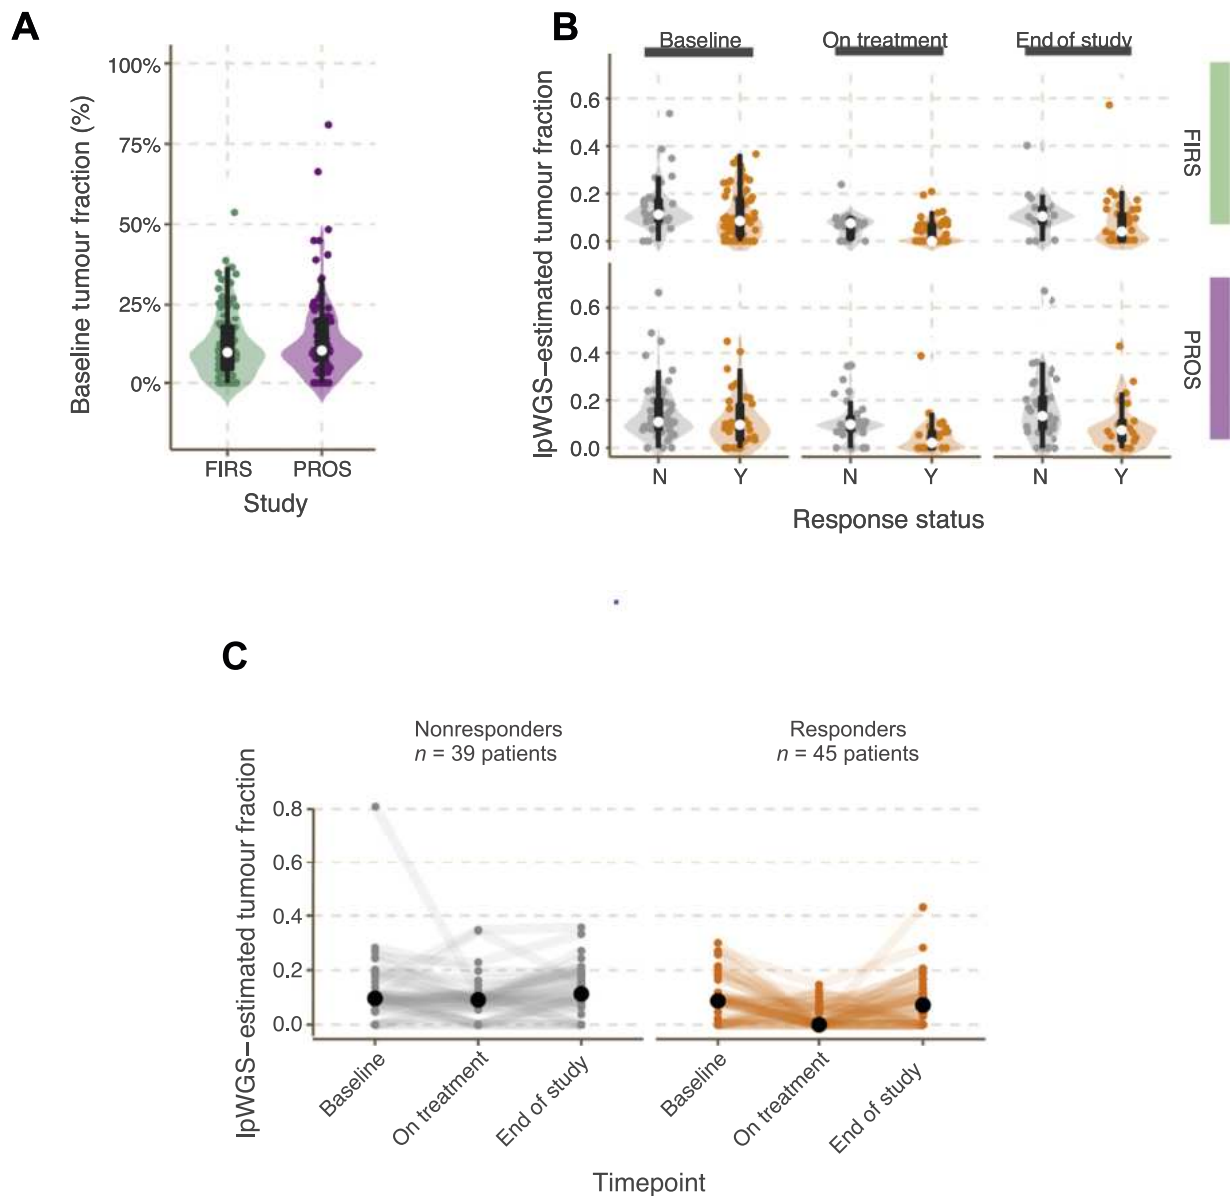 A
Baseline tumour fraction (%)
100%
75%
50%
25%
0%
FIRS PROS
Study
B
lpWGS–estimated tumour fraction
Baseline On treatment End of study
0.6
0.4
0.2
0.0
FIRS
0.6
0.4
0.2
0.0
PROS
N Y N Y N Y
Response status
C
lpWGS–estimated tumour fraction
Nonresponders
n = 39 patients
Responders
n = 45 patients
0.8
0.6
0.4
0.2
0.0
Baseline
On treatment
End of study
Baseline
On treatment
End of study
Timepoint